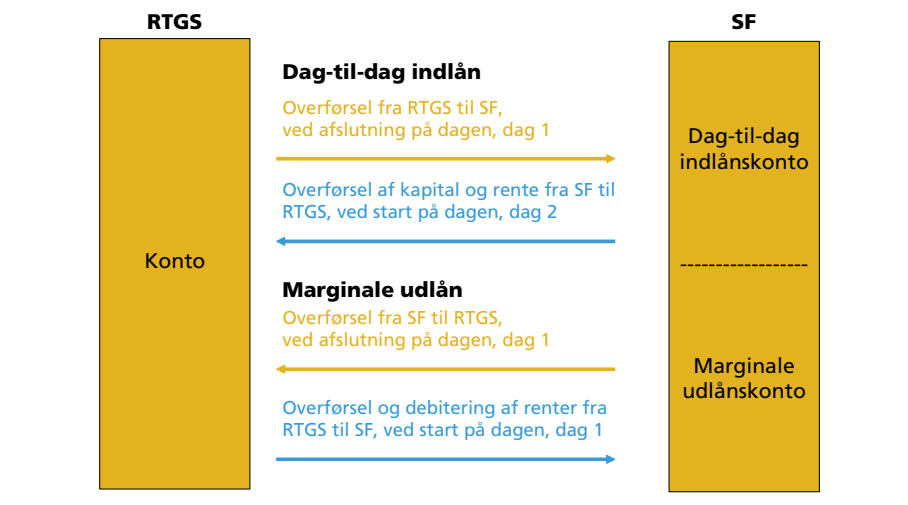 RTGS
SF
Dag-til-dag indlån
Overførsel fra RTGS til SF,
ved afslutning på dagen, dag 1
Overførsel af kapital og rente fra SF til
RTGS, ved start på dagen, dag 2
Konto
Marginale udlån
Overførsel fra SF til RTGS,
ved afslutning på dagen, dag 1
Overførsel og debitering af renter fra
RTGS til SF, ved start på dagen, dag 1
Dag-til-dag
indlånskonto
Marginale
udlånskonto